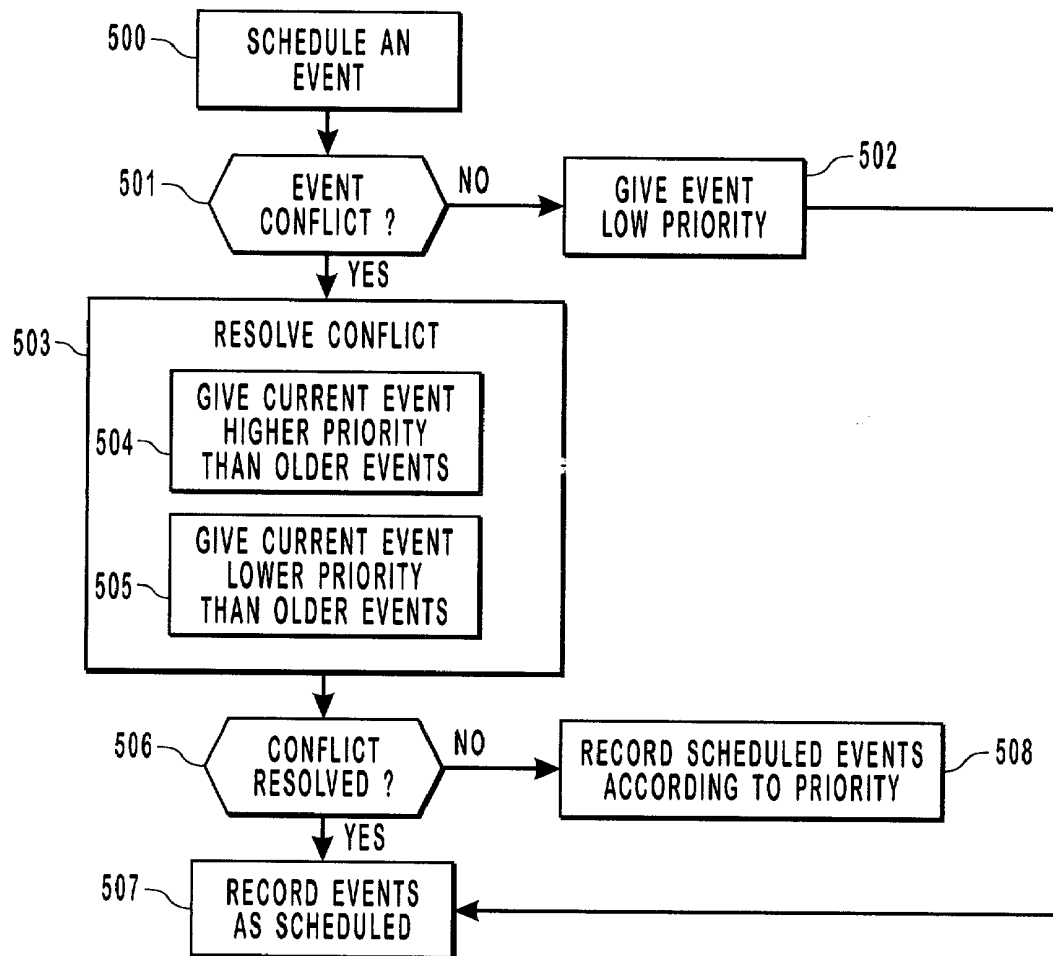 500
SCHEDULE AN
EVENT
501
EVENT
CONFLICT ?
NO
502
GIVE EVENT
LOW PRIORITY
YES
503
RESOLVE CONFLICT
504
GIVE CURRENT EVENT
HIGHER PRIORITY
THAN OLDER EVENTS
505
GIVE CURRENT EVENT
LOWER PRIORITY
THAN OLDER EVENTS
506
CONFLICT
RESOLVED ?
NO
RECORD SCHEDULED EVENTS
ACCORDING TO PRIORITY
508
YES
507
RECORD EVENTS
AS SCHEDULED